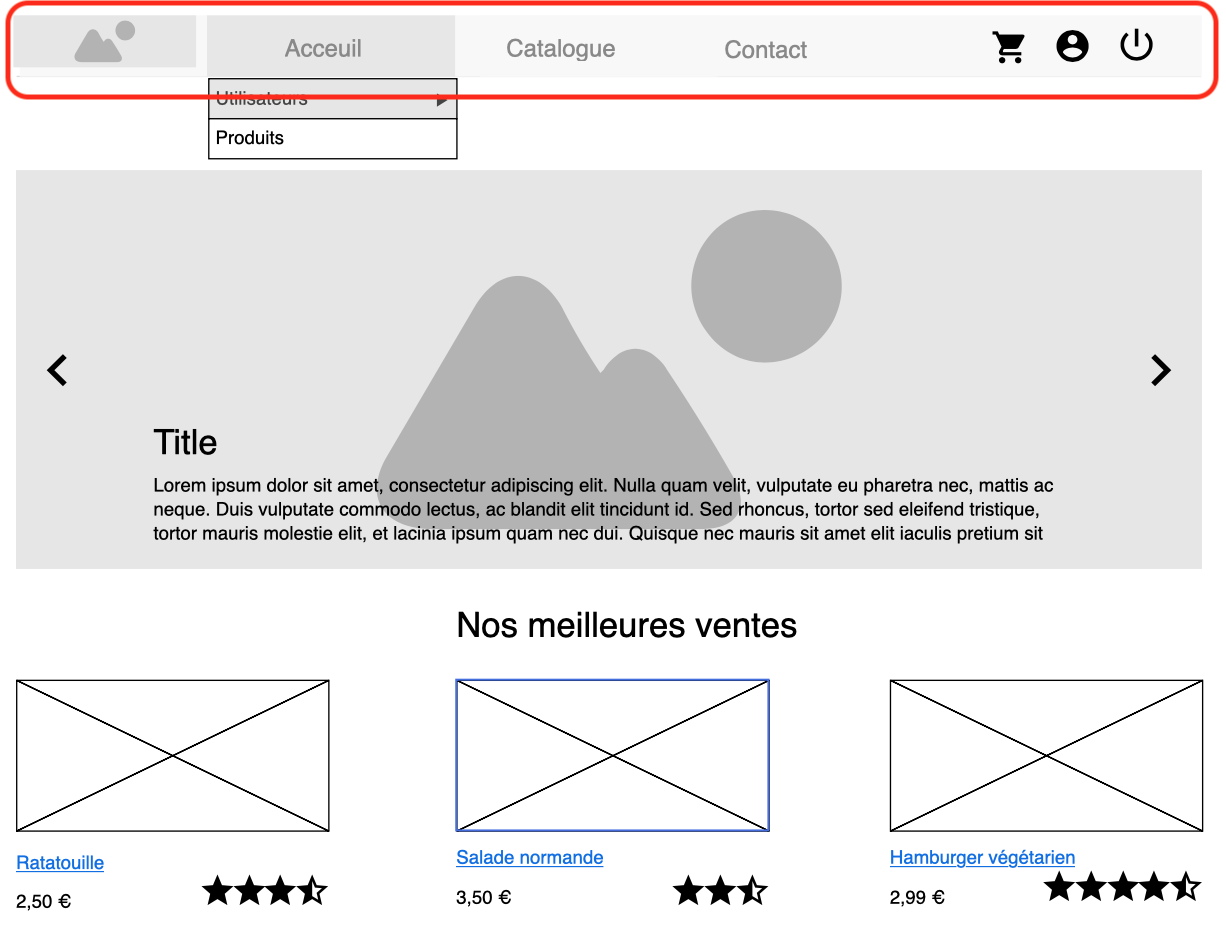 Acceuil
Catalogue
Contact
Utilisateurs
Produits
Title
Lorem ipsum dolor sit amet, consectetur adipiscing elit. Nulla quam velit, vulputate eu pharetra nec, mattis ac
neque. Duis vulputate commodo lectus, ac blandit elit tincidunt id. Sed rhoncus, tortor sed eleifend tristique,
tortor mauris molestie elit, et lacinia ipsum quam nec dui. Quisque nec mauris sit amet elit iaculis pretium sit
Nos meilleures ventes
Ratatouille
2,50 €
Salade normande
3,50 €
Hamburger végétarien
2,99 €